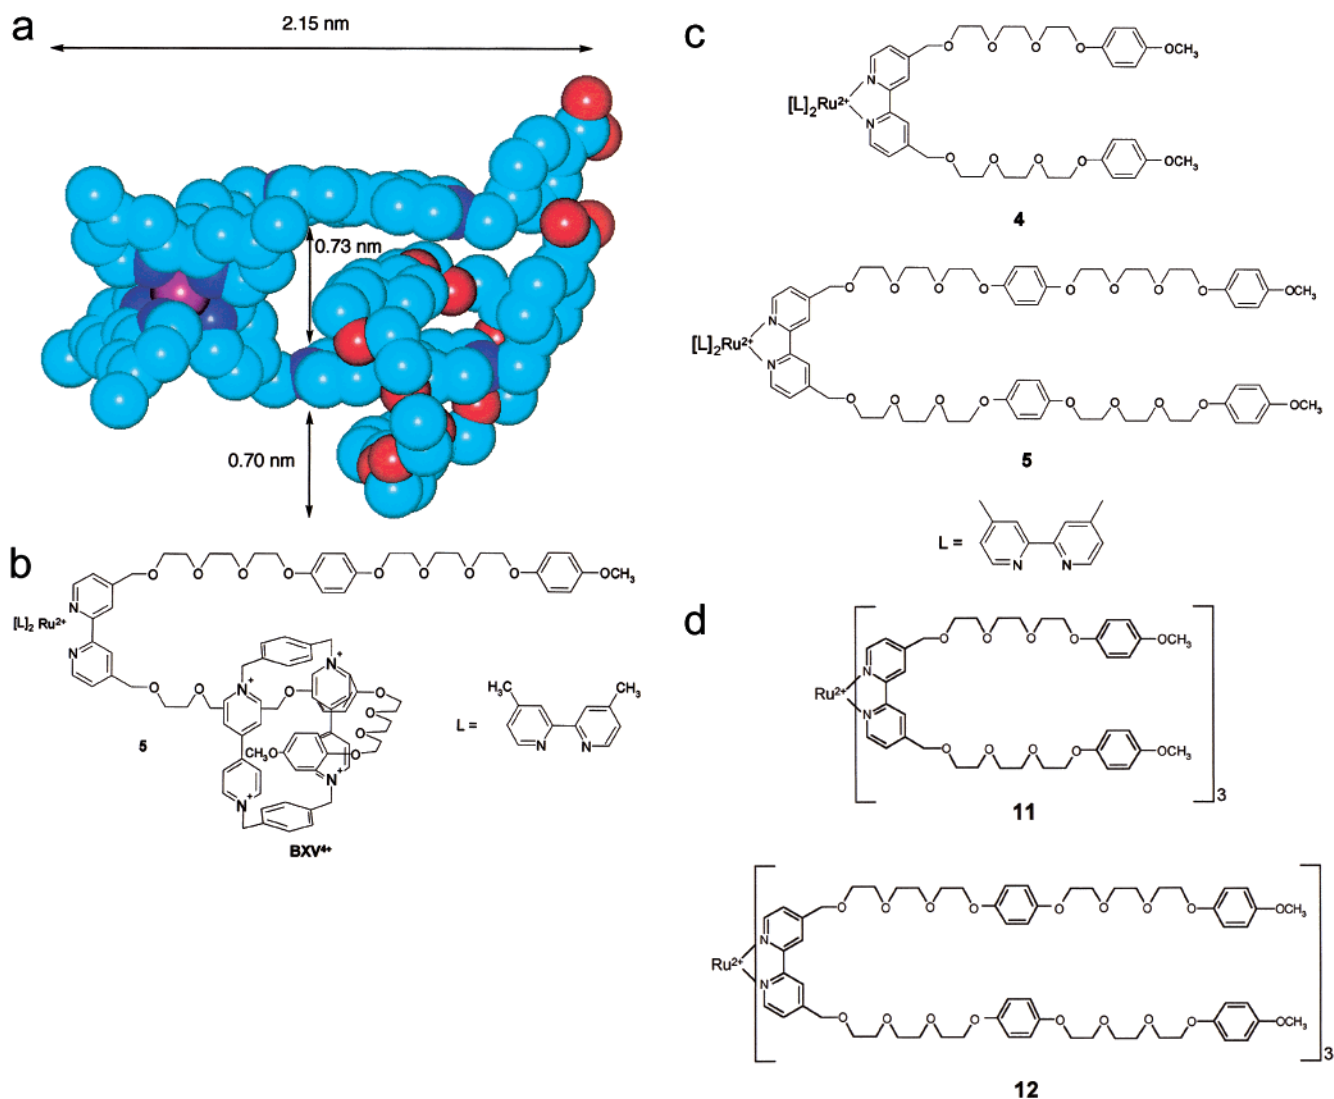 a
2.15 nm
0.73 nm
0.70 nm
b
O O O O O O O OCH₃
N
[L]₂ Ru²⁺
N
O O O O
N⁺ N⁺
O
O
CH₃O O
N⁺ N⁺
5
BXV⁴⁺
L =
H₃C CH₃
N N
c
O O O O OCH₃
N
[L]₂Ru²⁺
N
O O O O OCH₃
4
O O O O O O O O OCH₃
N
[L]₂Ru²⁺
N
O O O O O O O O OCH₃
5
L =
N N
d
O O O O OCH₃
N
Ru²⁺
N
O O O O OCH₃
3
11
O O O O O O O O OCH₃
N
Ru²⁺
N
O O O O O O O O OCH₃
3
12